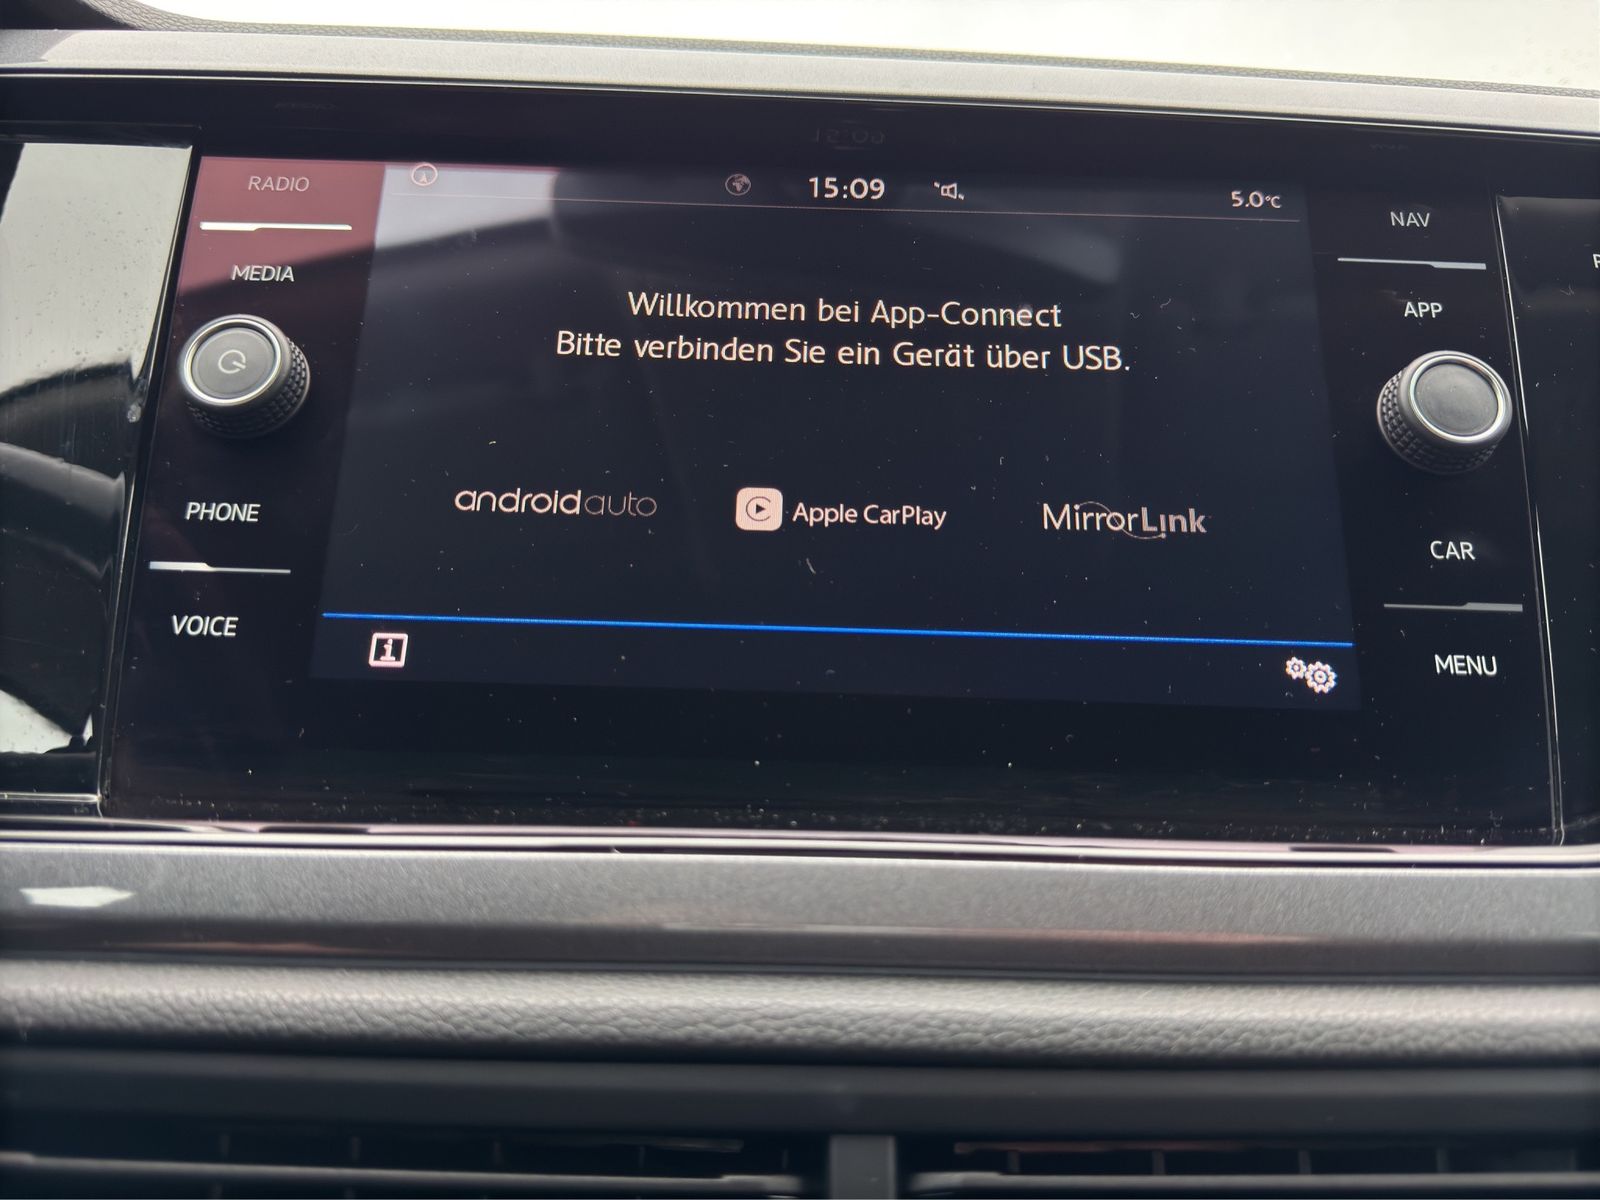 RADIO
MEDIA
PHONE
VOICE
15:09
5.0°C
Willkommen bei App-Connect
Bitte verbinden Sie ein Gerät über USB.
androidauto
Apple CarPlay
MirrorLink
NAV
APP
CAR
MENU